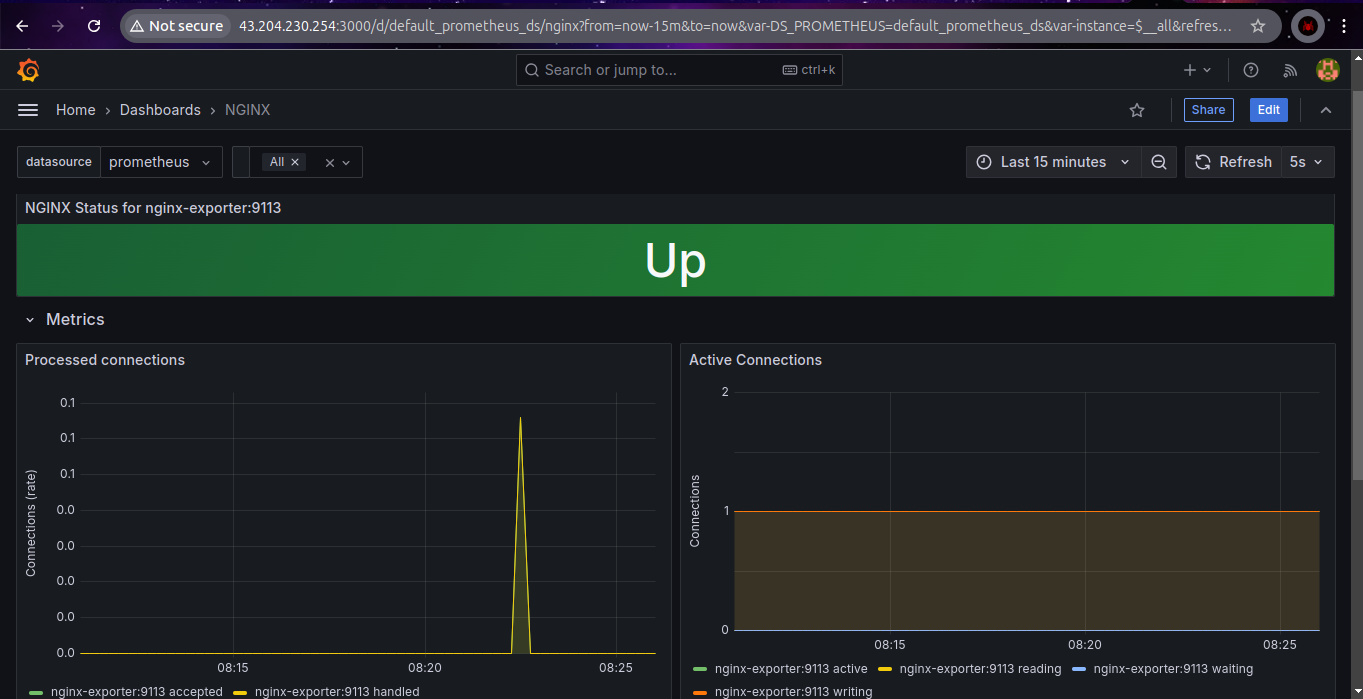 Not secure 43.204.230.254:3000/d/default_prometheus_ds/nginx?from=now-15m&to=now&var-DS_PROMETHEUS=default_prometheus_ds&var-instance=$__all&refres...
Search or jump to... ctrl+k
Home › Dashboards › NGINX Share Edit
datasource prometheus All Last 15 minutes Refresh 5s
NGINX Status for nginx-exporter:9113
Up
Metrics
Processed connections
Connections (rate)
0.1
0.1
0.1
0.0
0.0
0.0
0.0
0.0
08:15 08:20 08:25
nginx-exporter:9113 accepted nginx-exporter:9113 handled
Active Connections
Connections
2
1
0
08:15 08:20 08:25
nginx-exporter:9113 active nginx-exporter:9113 reading nginx-exporter:9113 waiting
nginx-exporter:9113 writing